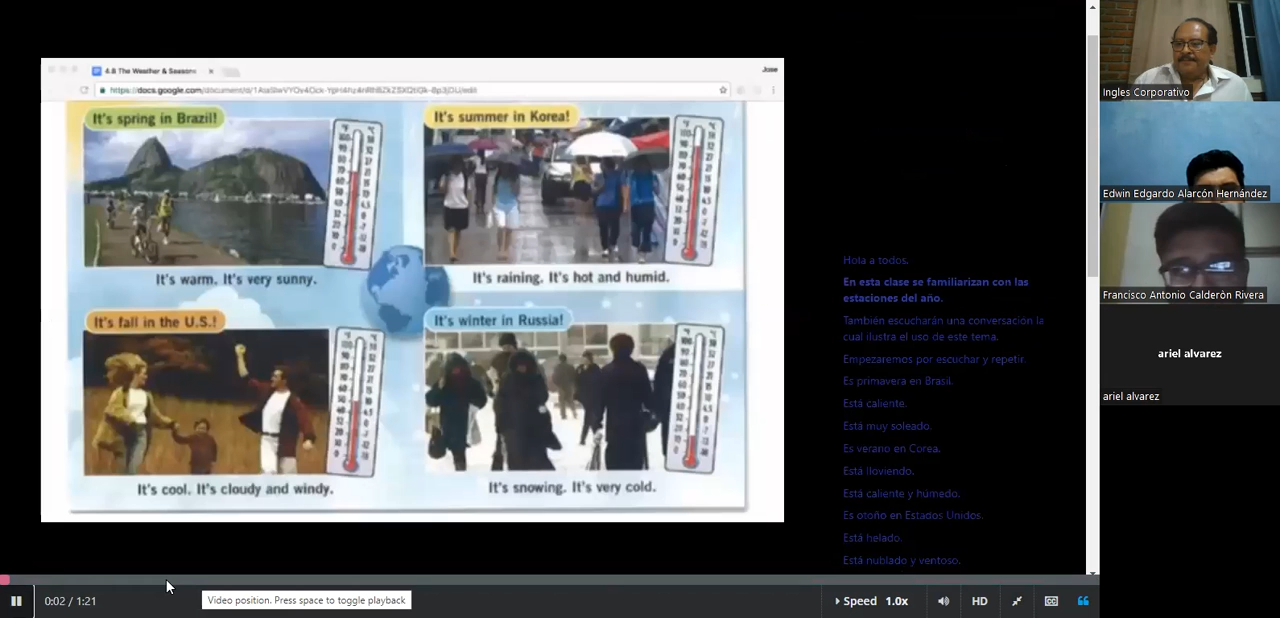 4.8 The Weather & Seasons
Jose
It's spring in Brazil!
It's summer in Korea!
It's warm. It's very sunny.
It's raining. It's hot and humid.
It's fall in the U.S.!
It's winter in Russia!
It's cool. It's cloudy and windy.
It's snowing. It's very cold.
Hola a todos.
En esta clase se familiarizan con las
estaciones del año.
También escucharán una conversación la
cual ilustra el uso de este tema.
Empezaremos por escuchar y repetir.
Es primavera en Brasil.
Está caliente.
Está muy soleado.
Es verano en Corea.
Está lloviendo.
Está caliente y húmedo.
Es otoño en Estados Unidos.
Está helado.
Está nublado y ventoso.
Ingles Corporativo
Edwin Edgardo Alarcón Hernández
Francisco Antonio Calderón Rivera
ariel alvarez
ariel alvarez
0:02 / 1:21
Video position. Press space to toggle playback
Speed 1.0x
HD
CC